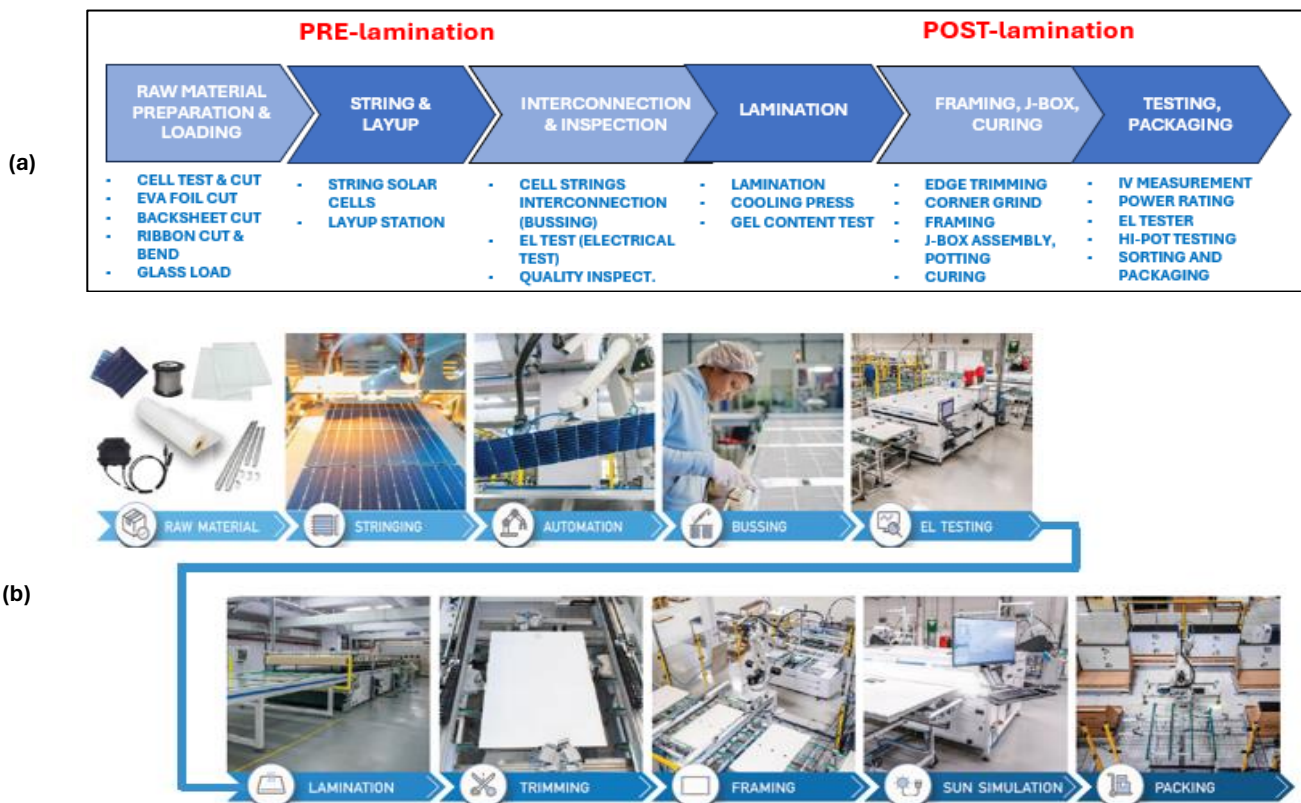 PRE-lamination
POST-lamination
RAW MATERIAL
PREPARATION &
LOADING
STRING &
LAYUP
INTERCONNECTION
& INSPECTION
LAMINATION
FRAMING, J-BOX,
CURING
TESTING,
PACKAGING
(a)
- CELL TEST & CUT
- EVA FOIL CUT
- BACKSHEET CUT
- RIBBON CUT &
BEND
- GLASS LOAD
- STRING SOLAR
CELLS
- LAYUP STATION
- CELL STRINGS
INTERCONNECTION
(BUSSING)
- EL TEST (ELECTRICAL
TEST)
- QUALITY INSPECT.
- LAMINATION
- COOLING PRESS
- GEL CONTENT TEST
- EDGE TRIMMING
- CORNER GRIND
- FRAMING
- J-BOX ASSEMBLY,
POTTING
- CURING
- IV MEASUREMENT
- POWER RATING
- EL TESTER
- HI-POT TESTING
- SORTING AND
PACKAGING
RAW MATERIAL
STRINGING
AUTOMATION
BUSSING
EL TESTING
(b)
LAMINATION
TRIMMING
FRAMING
SUN SIMULATION
PACKING